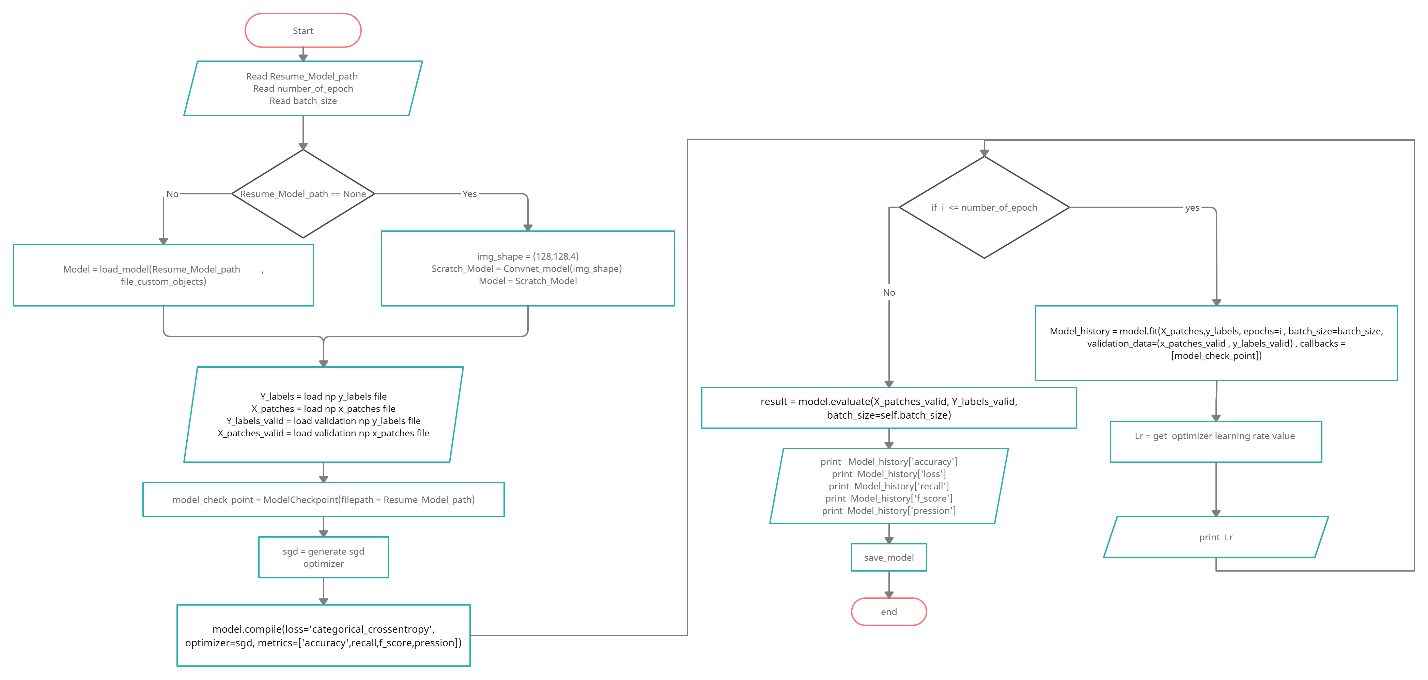 Start
Read Resume_Model_path
Read number_of_epoch
Read batch_size
Resume_Model_path == None
No
Yes
Model = load_model(Resume_Model_path ,
file_custom_objects)
img_shape = (128,128,4)
Scratch_Model = Convnet_model(img_shape)
Model = Scratch_Model
Y_labels = load np y_labels file
X_patches = load np x_patches file
Y_labels_valid = load validation np y_labels file
X_patches_valid = load validation np x_patches file
model_check_point = ModelCheckpoint(filepath = Resume_Model_path)
sgd = generate sgd
optimizer
model.compile(loss='categorical_crossentropy',
optimizer=sgd, metrics=['accuracy',recall,f_score,pression])
if i <= number_of_epoch
yes
No
Model_history = model.fit(X_patches,y_labels, epochs=i , batch_size=batch_size,
validation_data=(x_patches_valid , y_labels_valid) , callbacks =
[model_check_point])
Lr = get optimizer learning rate value
print Lr
result = model.evaluate(X_patches_valid, Y_labels_valid,
batch_size=self.batch_size)
print Model_history['accuracy']
print Model_history['loss']
print Model_history['recall']
print Model_history['f_score']
print Model_history['pression']
save_model
end